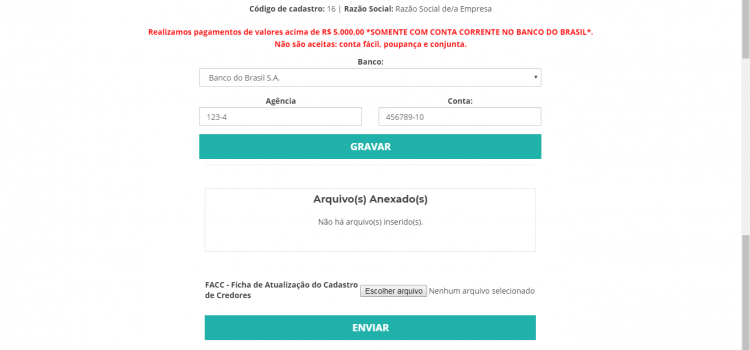 Código de cadastro: 16 | Razão Social: Razão Social de/a Empresa
Realizamos pagamentos de valores acima de R$ 5.000,00 *SOMENTE COM CONTA CORRENTE NO BANCO DO BRASIL*.
Não são aceitas: conta fácil, poupança e conjunta.
Banco:
Banco do Brasil S.A.
Agência Conta:
123-4 456789-10
GRAVAR
Arquivo(s) Anexado(s)
Não há arquivo(s) inserido(s).
FACC - Ficha de Atualização do Cadastro
de Credores
Escolher arquivo Nenhum arquivo selecionado
ENVIAR